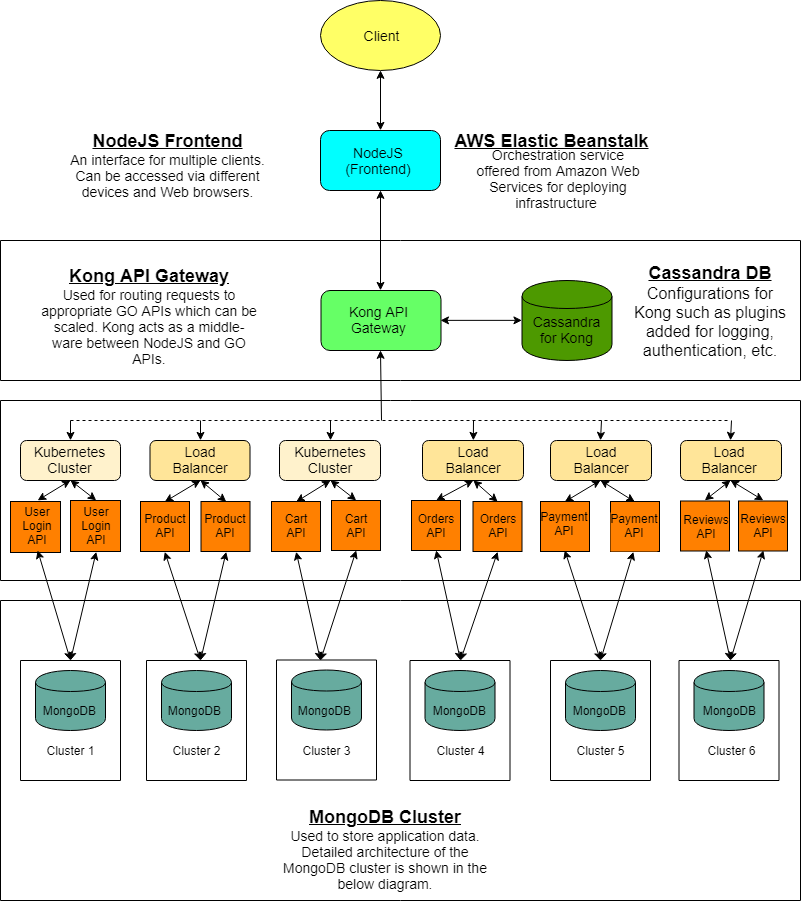 Client
NodeJS Frontend
An interface for multiple clients.
Can be accessed via different
devices and Web browsers.
NodeJS
(Frontend)
AWS Elastic Beanstalk
Orchestration service
offered from Amazon Web
Services for deploying
infrastructure
Kong API Gateway
Used for routing requests to
appropriate GO APIs which can be
scaled. Kong acts as a middle-
ware between NodeJS and GO
APIs.
Kong API
Gateway
Cassandra
for Kong
Cassandra DB
Configurations for
Kong such as plugins
added for logging,
authentication, etc.
Kubernetes
Cluster
Load
Balancer
Kubernetes
Cluster
Load
Balancer
Load
Balancer
Load
Balancer
User
Login
API
User
Login
API
Product
API
Product
API
Cart
API
Cart
API
Orders
API
Orders
API
Payment
API
Payment
API
Reviews
API
Reviews
API
MongoDB
Cluster 1
MongoDB
Cluster 2
MongoDB
Cluster 3
MongoDB
Cluster 4
MongoDB
Cluster 5
MongoDB
Cluster 6
MongoDB Cluster
Used to store application data.
Detailed architecture of the
MongoDB cluster is shown in the
below diagram.